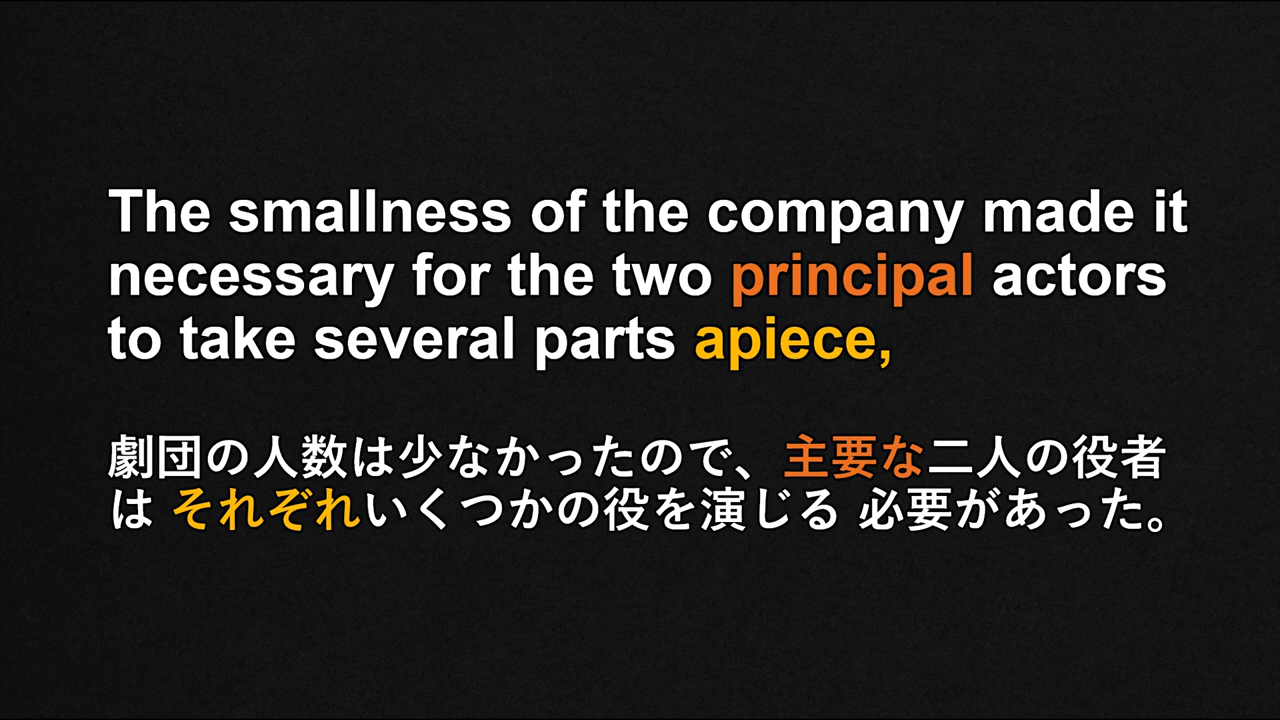 The smallness of the company made it
necessary for the two principal actors
to take several parts apiece,
劇団の人数は少なかったので、主要な二人の役者
は それぞれいくつかの役を演じる 必要があった。